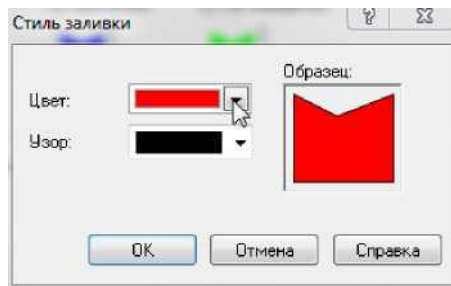 Стиль заливки
Образец:
Цвет:
Узор:
OK
Отмена
Справка